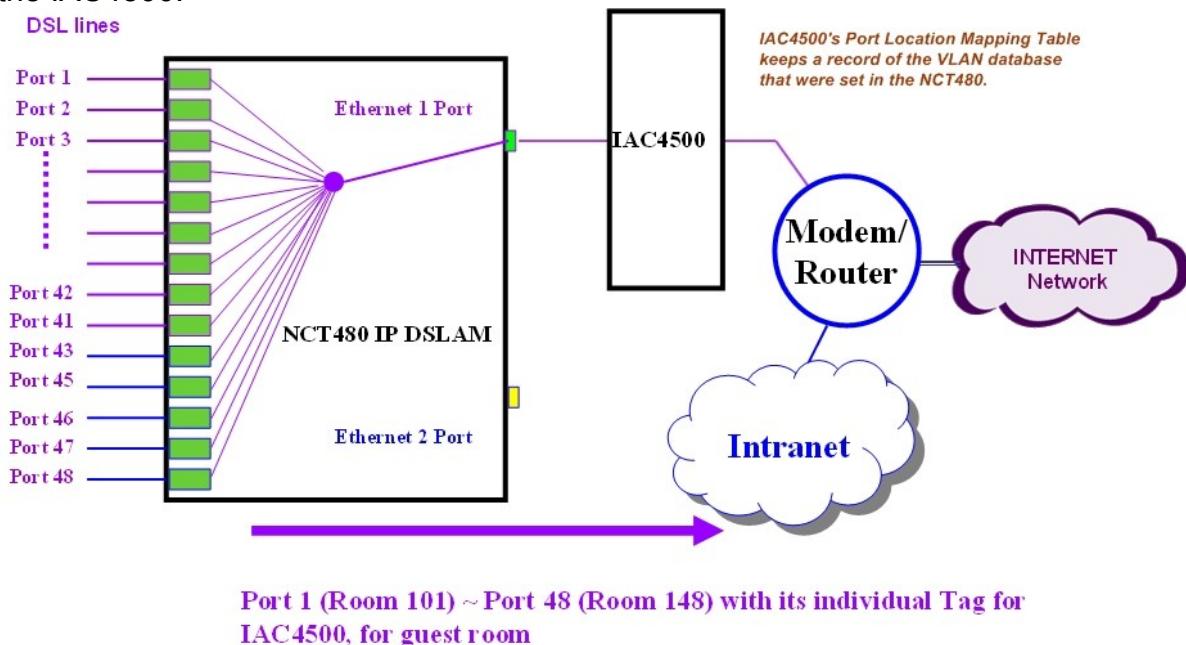 the IAC4500.
DSL lines
Port 1
Port 2
Port 3
Port 42
Port 41
Port 43
Port 45
Port 46
Port 47
Port 48
Ethernet 1 Port
NCT480 IP DSLAM
Ethernet 2 Port
IAC4500
IAC4500's Port Location Mapping Table
keeps a record of the VLAN database
that were set in the NCT480.
Modem/
Router
INTERNET
Network
Intranet
Port 1 (Room 101) ~ Port 48 (Room 148) with its individual Tag for
IAC4500, for guest room